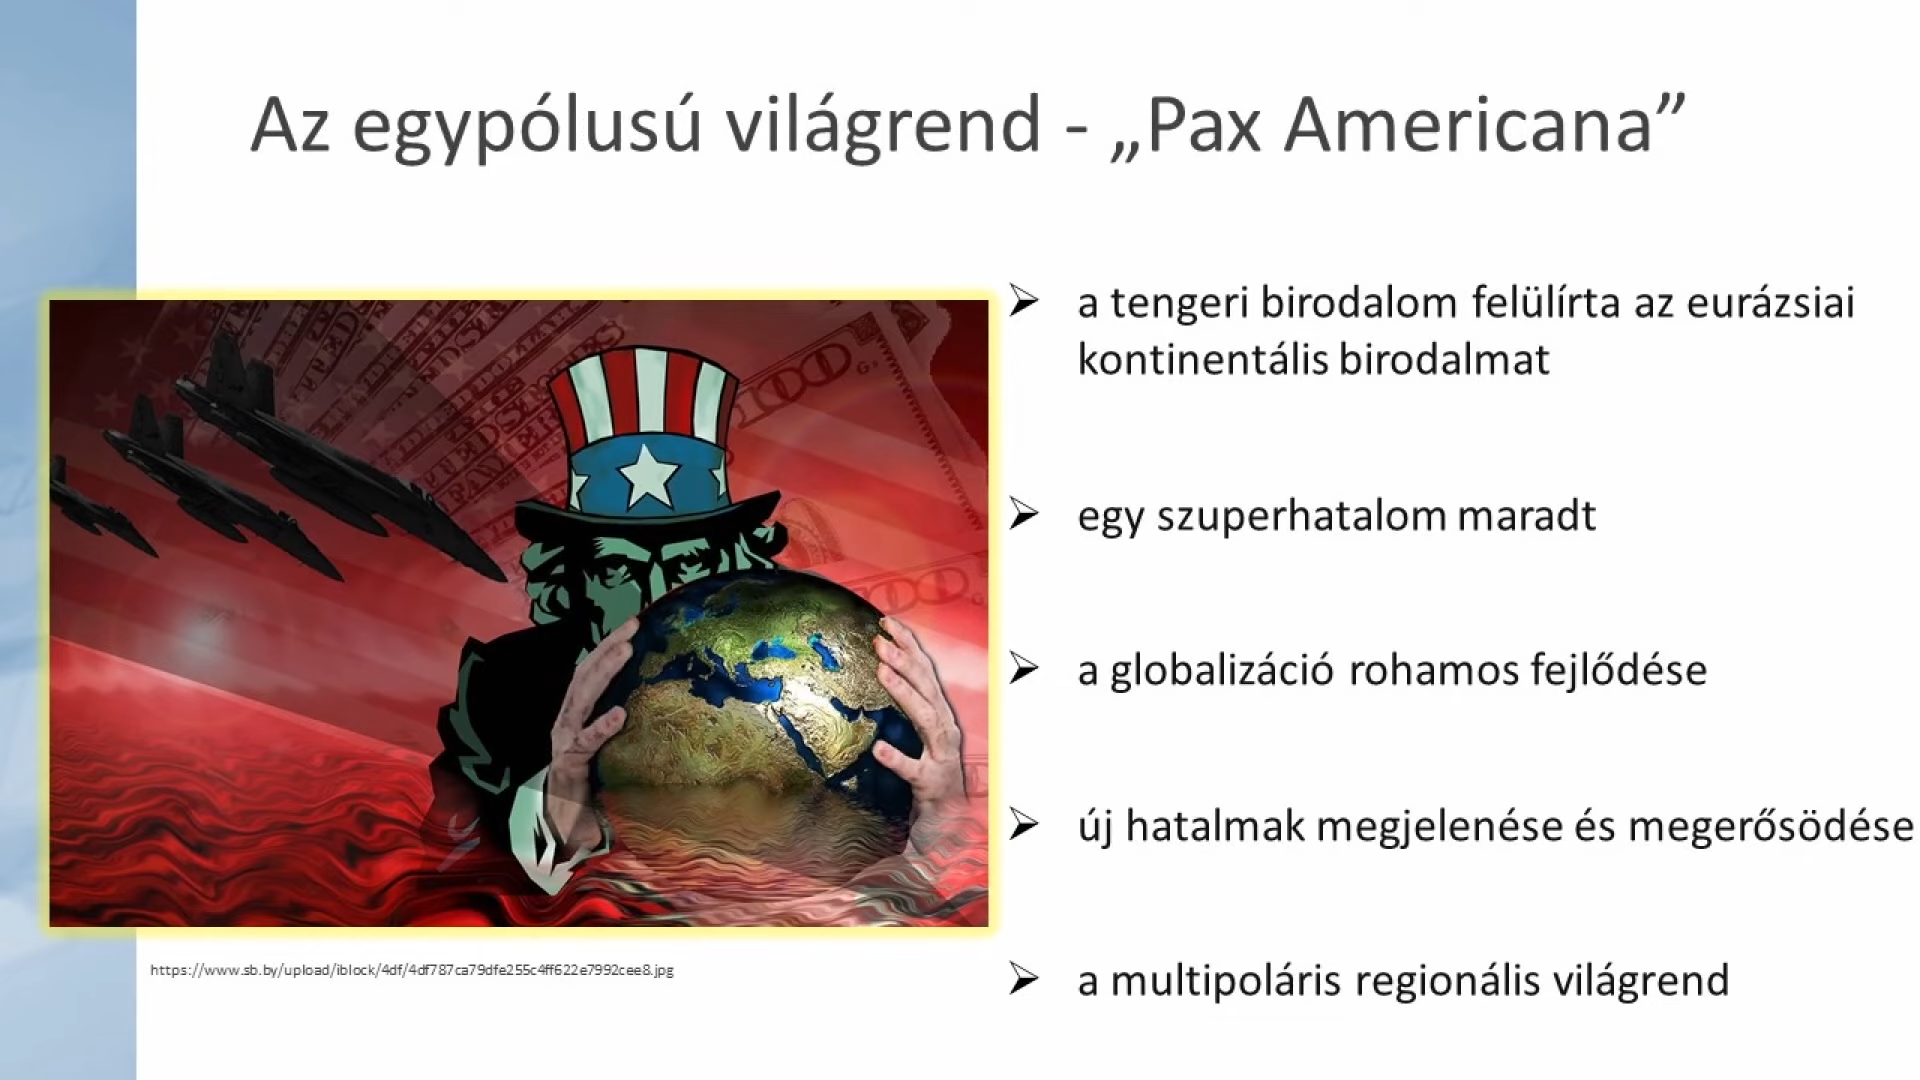 Az egypólusú világrend - „Pax Americana”
➢ a tengeri birodalom felülírta az eurázsiai
kontinentális birodalmat
➢ egy szuperhatalom maradt
➢ a globalizáció rohamos fejlődése
➢ új hatalmak megjelenése és megerősödése
➢ a multipoláris regionális világrend
100
https://www.sb.by/upload/iblock/4df/4df787ca79dfe255c4ff622e7992cee8.jpg